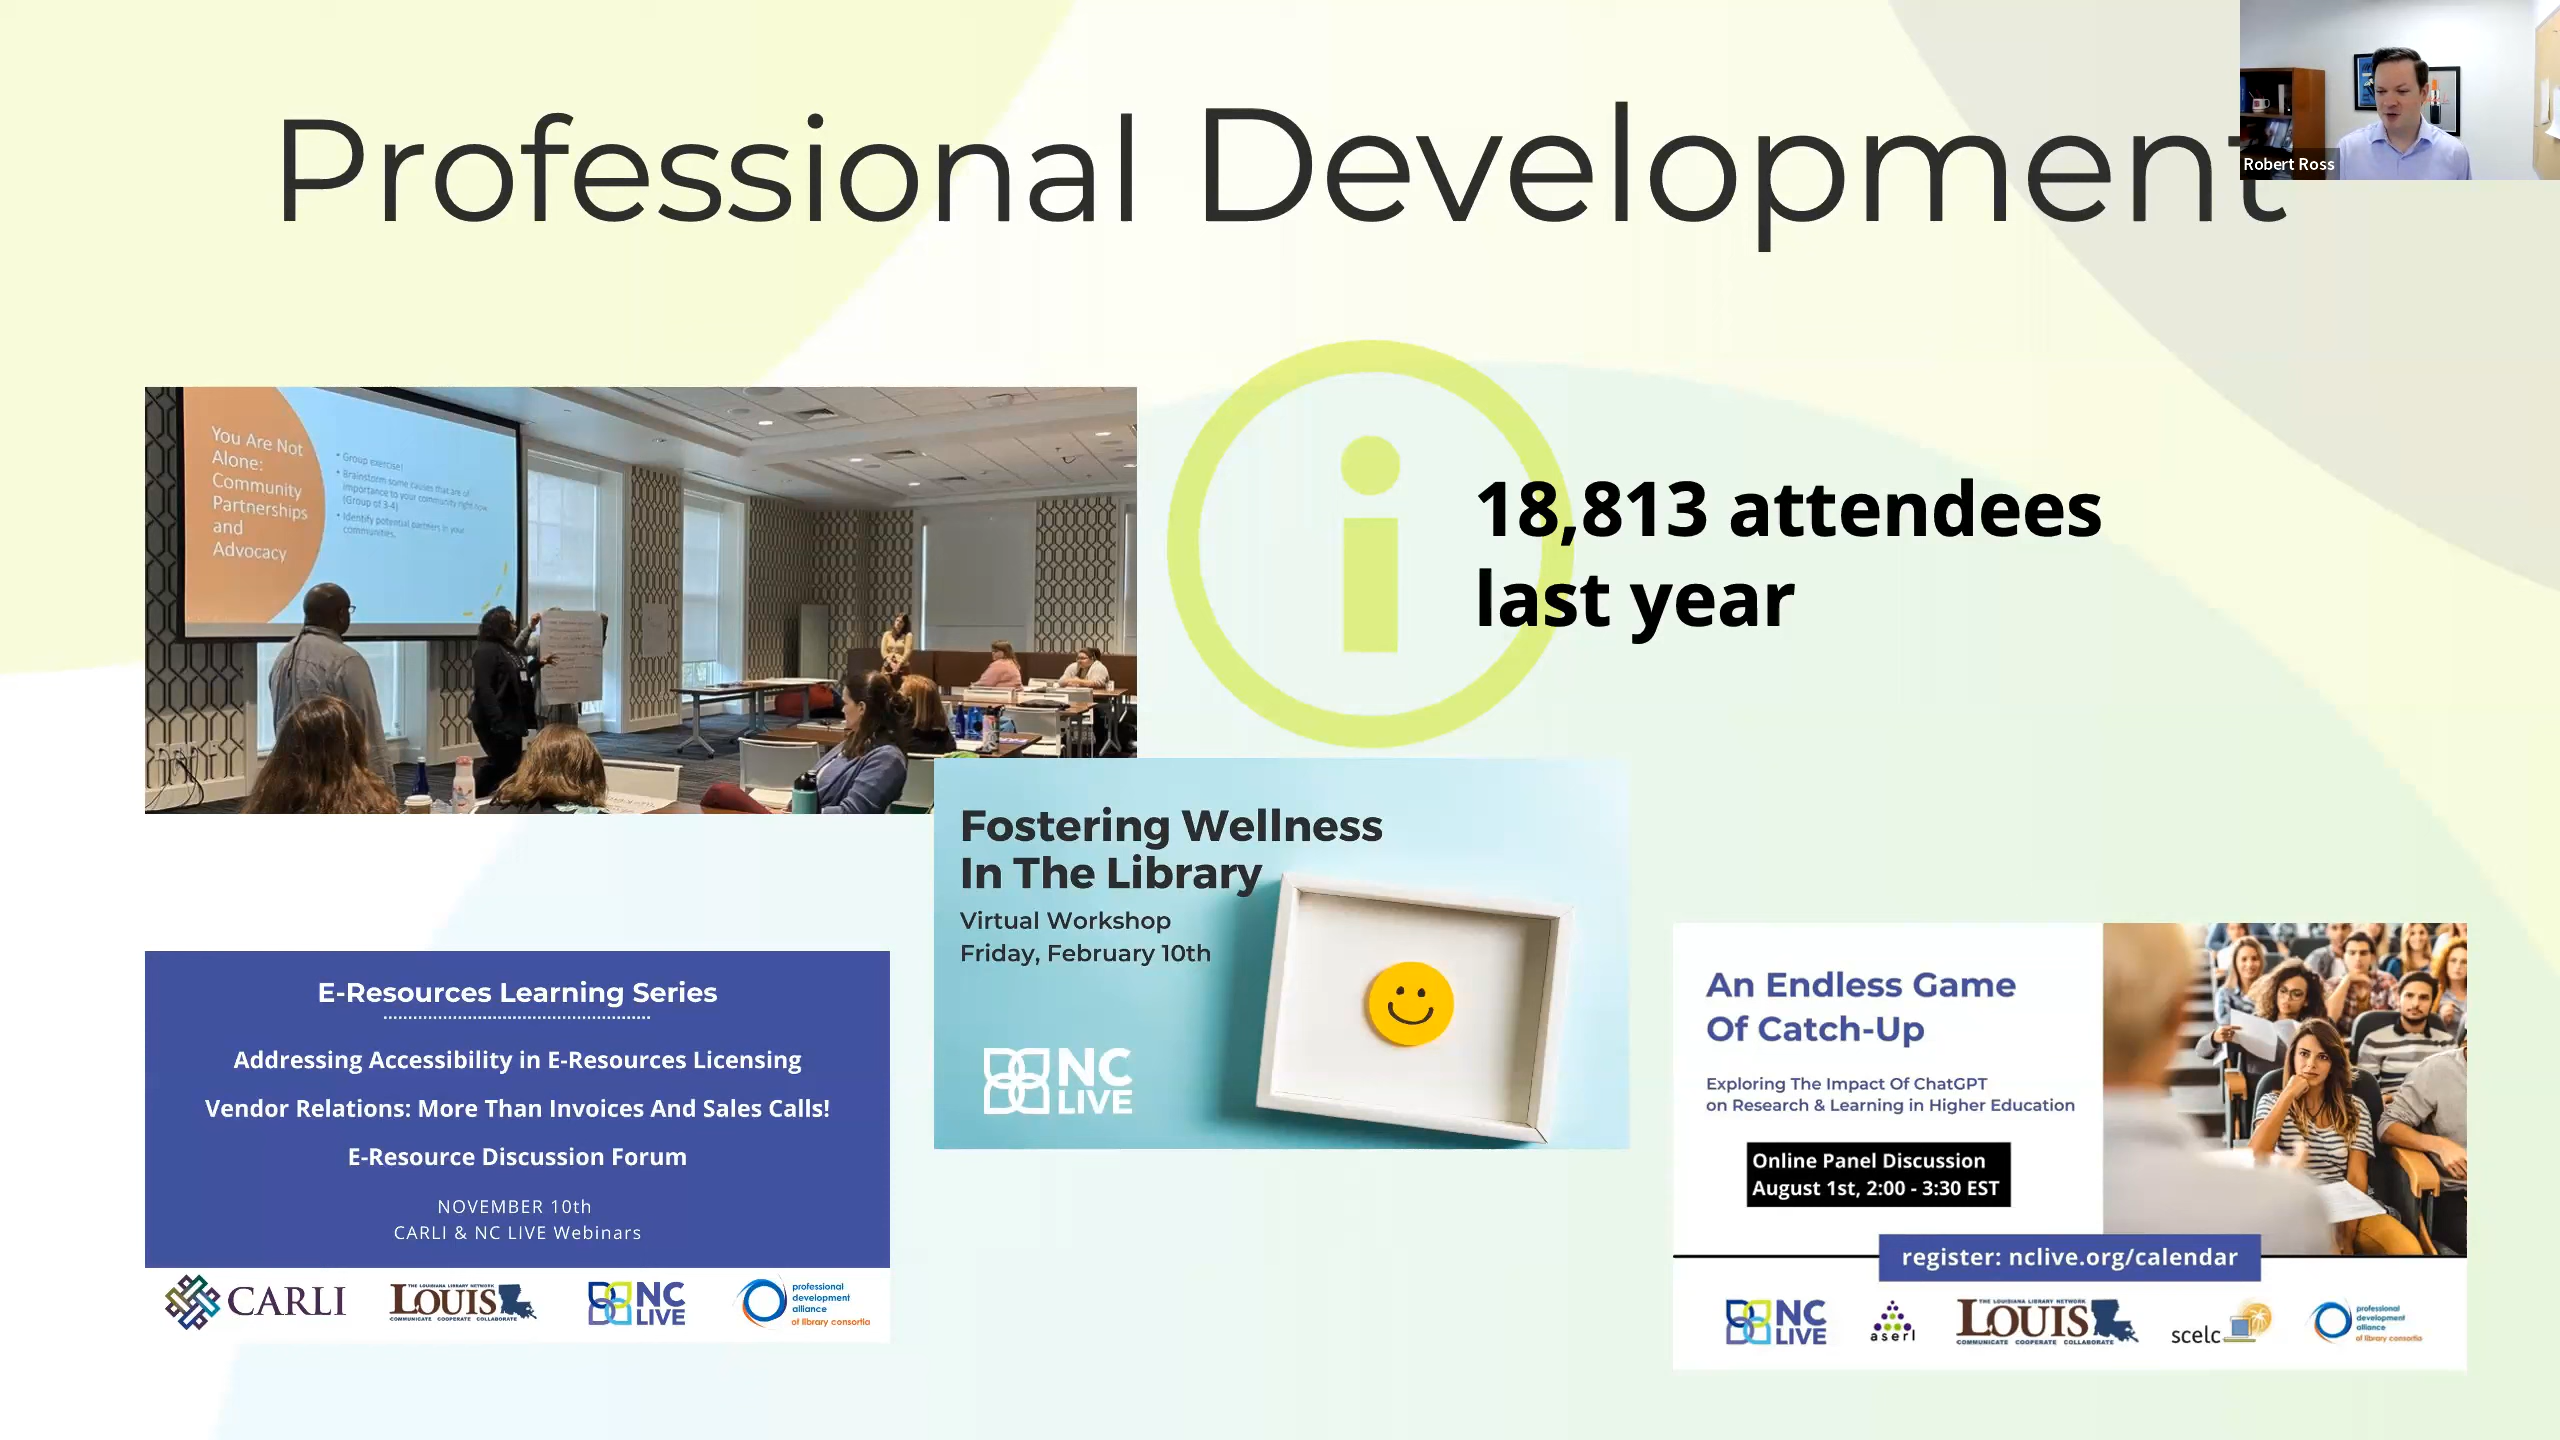 Professional Development
Robert Ross
You Are Not
Alone:
Community
Partnerships
and
Advocacy
• Group exercise!
• Brainstorm some causes that are of
importance to your community right now.
(Group of 3-4)
• Identify potential partners in your
communities.
18,813 attendees
last year
Fostering Wellness
In The Library
Virtual Workshop
Friday, February 10th
NC
LIVE
E-Resources Learning Series
Addressing Accessibility in E-Resources Licensing
Vendor Relations: More Than Invoices And Sales Calls!
E-Resource Discussion Forum
NOVEMBER 10th
CARLI & NC LIVE Webinars
CARLI
THE LOUISIANA LIBRARY NETWORK
LOUIS
COMMUNICATE COOPERATE COLLABORATE
NC
LIVE
professional
development
alliance
of library consortia
An Endless Game
Of Catch-Up
Exploring The Impact Of ChatGPT
on Research & Learning in Higher Education
Online Panel Discussion
August 1st, 2:00 - 3:30 EST
register: nclive.org/calendar
NC
LIVE
aserl
THE LOUISIANA LIBRARY NETWORK
LOUIS
COMMUNICATE COOPERATE COLLABORATE
scelc
professional
development
alliance
of library consortia